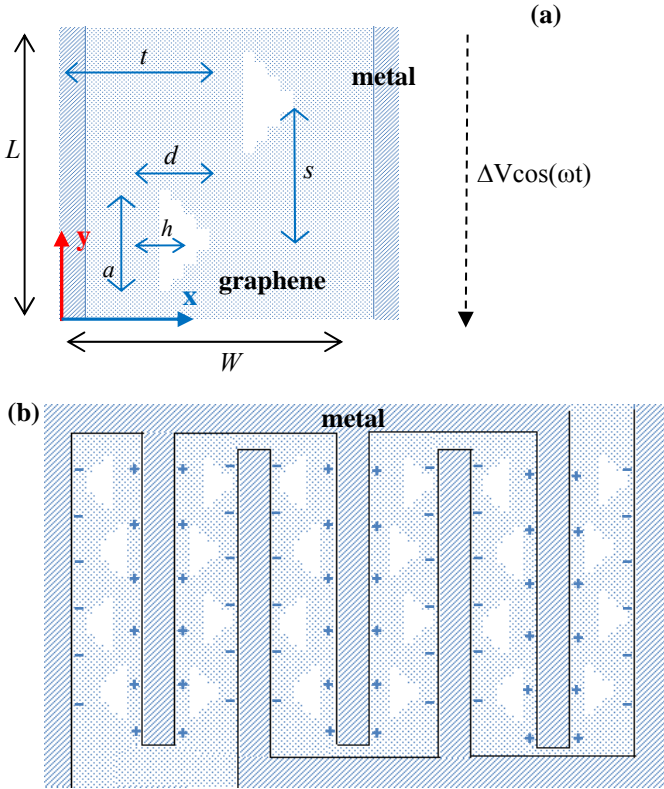 (a)
t
metal
L
d
s
ΔVcos(ωt)
h
a
y
graphene
x
W
(b)
metal
- + + - - + + - - + + -
- + + - - + + - - + + -
- + + - - + + - - + + -
- + + - - + + - - + + -
- + + - - + + - - + + -
- + + - - + + - - + + -
- + + - - + + - - + + -